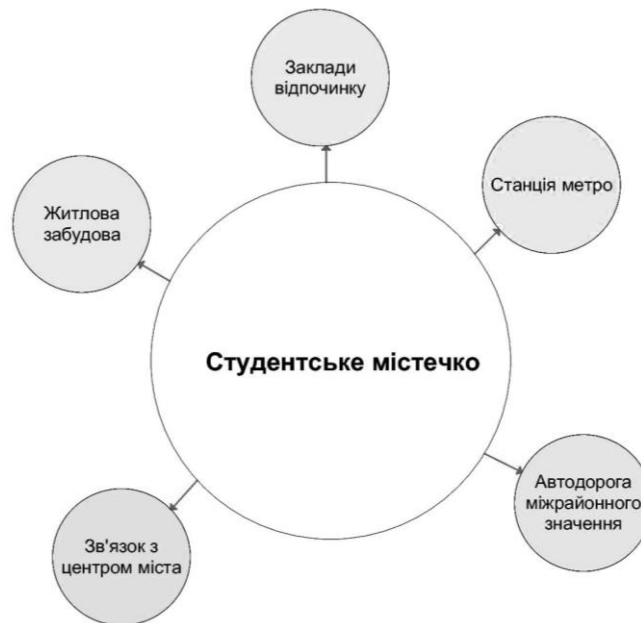 Заклади
відпочинку
Станція метро
Житлова
забудова
Студентське містечко
Автодорога
міжрайонного
значення
Зв'язок з
центром міста